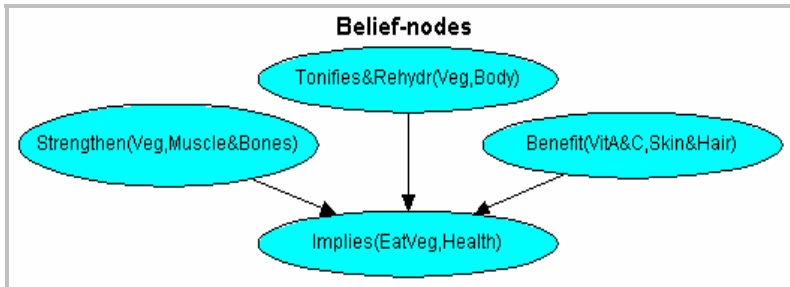 Belief-nodes
Tonifies&Rehydr(Veg,Body)
Strengthen(Veg,Muscle&Bones)
Benefit(VitA&C,Skin&Hair)
Implies(EatVeg,Health)